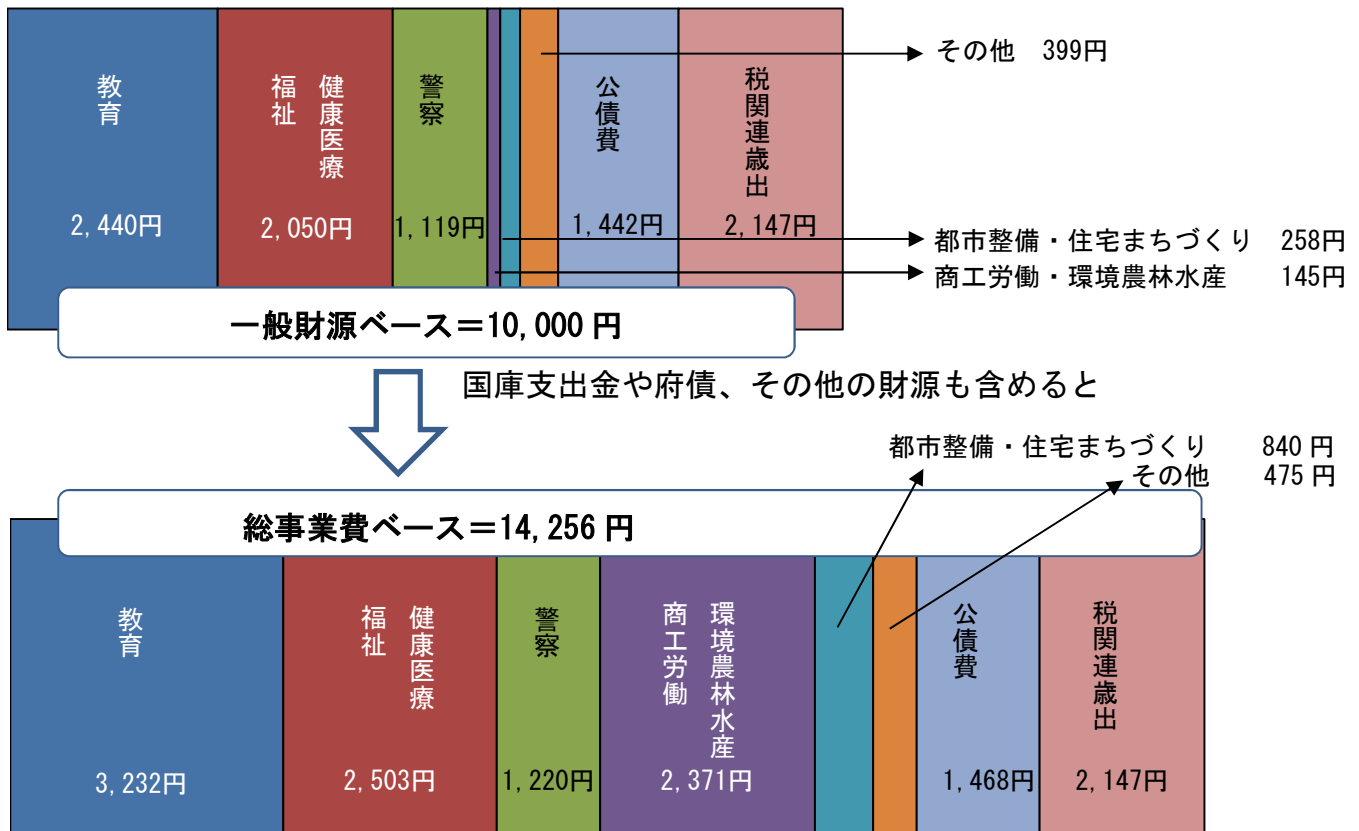 教育
2,440円
福祉
健康医療
2,050円
警察
1,119円
公債費
1,442円
税関連歳出
2,147円
その他 399円
都市整備・住宅まちづくり 258円
商工労働・環境農林水産 145円
一般財源ベース＝10,000円
国庫支出金や府債、その他の財源も含めると
都市整備・住宅まちづくり 840円
その他 475円
総事業費ベース＝14,256円
教育
3,232円
福祉
健康医療
2,503円
警察
1,220円
商工労働
環境農林水産
2,371円
公債費
1,468円
税関連歳出
2,147円